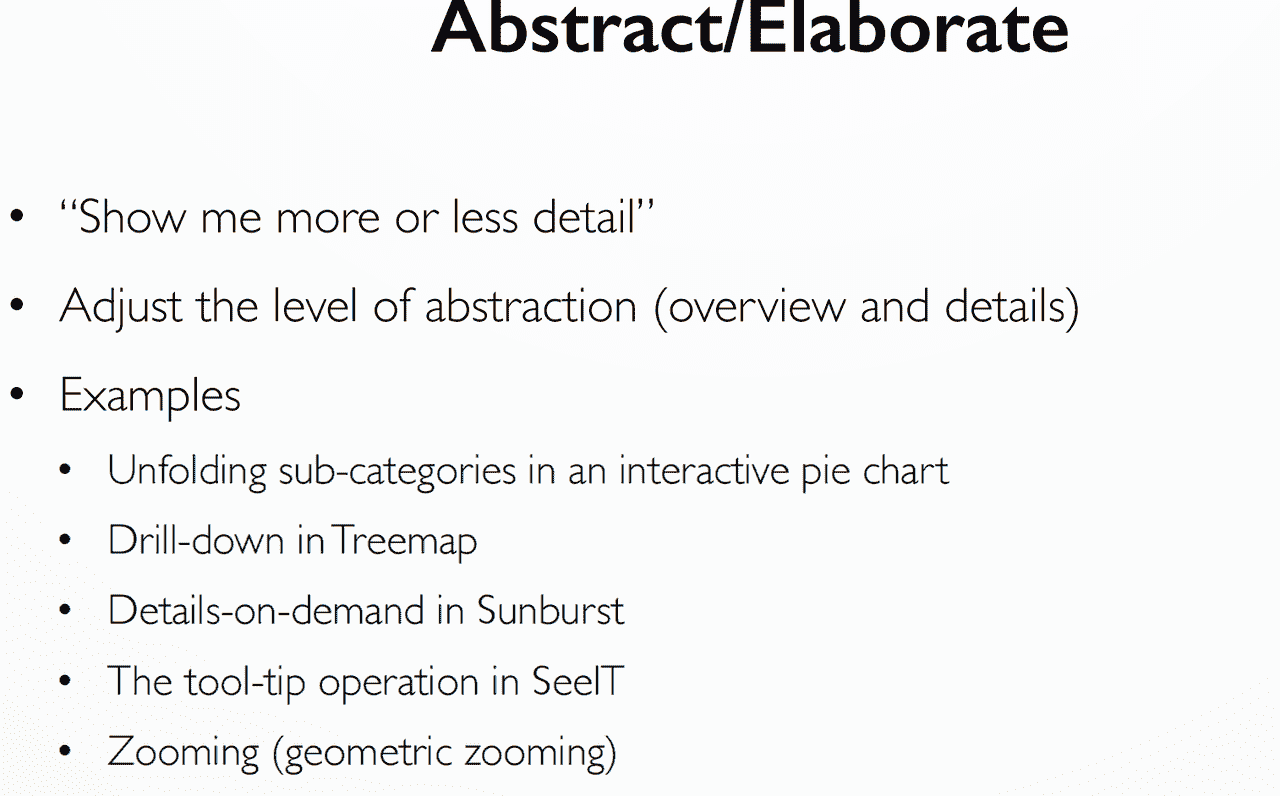 Abstract/Elaborate
• “Show me more or less detail”
• Adjust the level of abstraction (overview and details)
• Examples
• Unfolding sub-categories in an interactive pie chart
• Drill-down in Treemap
• Details-on-demand in Sunburst
• The tool-tip operation in SeeIT
• Zooming (geometric zooming)